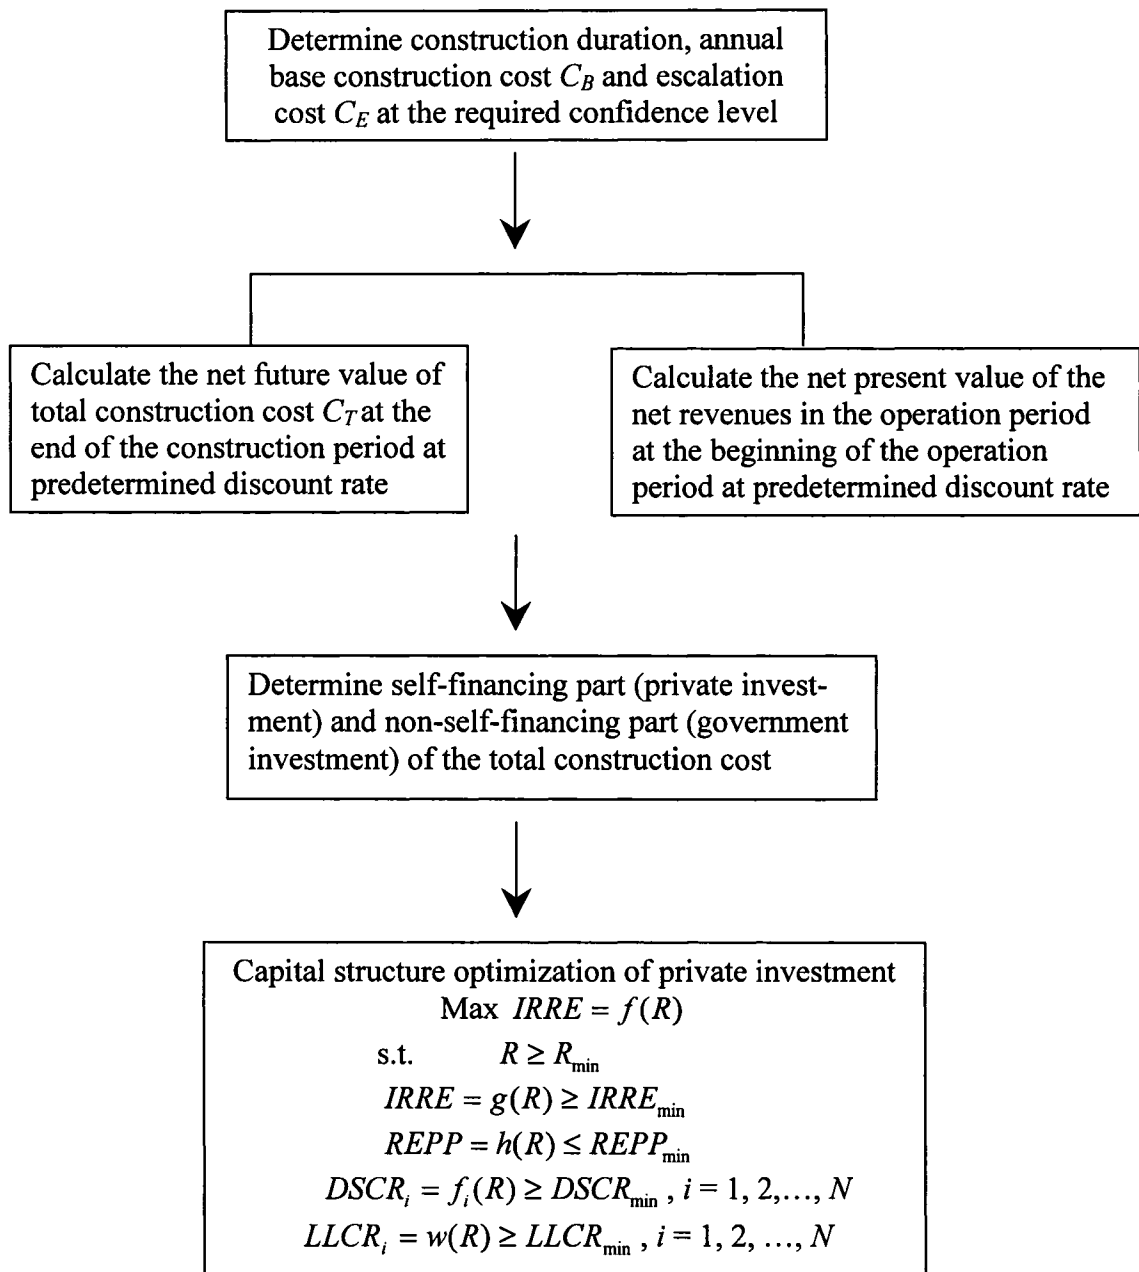 Determine construction duration, annual
base construction cost C_B and escalation
cost C_E at the required confidence level
Calculate the net future value of
total construction cost C_T at the
end of the construction period at
predetermined discount rate
Calculate the net present value of the
net revenues in the operation period
at the beginning of the operation
period at predetermined discount rate
Determine self-financing part (private invest-
ment) and non-self-financing part (government
investment) of the total construction cost
Capital structure optimization of private investment
Max IRRE = f(R)
s.t. R ≥ R_min
IRRE = g(R) ≥ IRRE_min
REPP = h(R) ≤ REPP_min
DSCR_i = f_i(R) ≥ DSCR_min , i = 1, 2,…, N
LLCR_i = w(R) ≥ LLCR_min , i = 1, 2, …, N